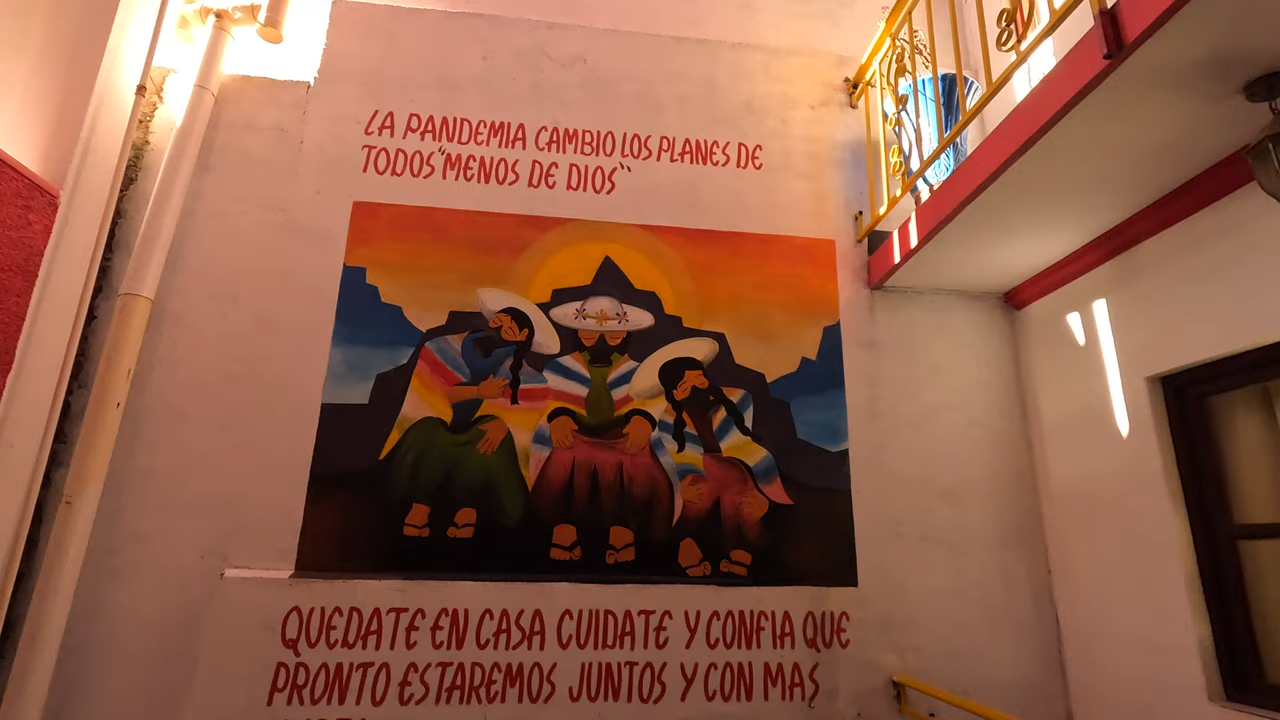 LA PANDEMIA CAMBIO LOS PLANES DE
TODOS "MENOS DE DIOS"
QUEDATE EN CASA CUIDATE Y CONFIA QUE
PRONTO ESTAREMOS JUNTOS Y CON MAS